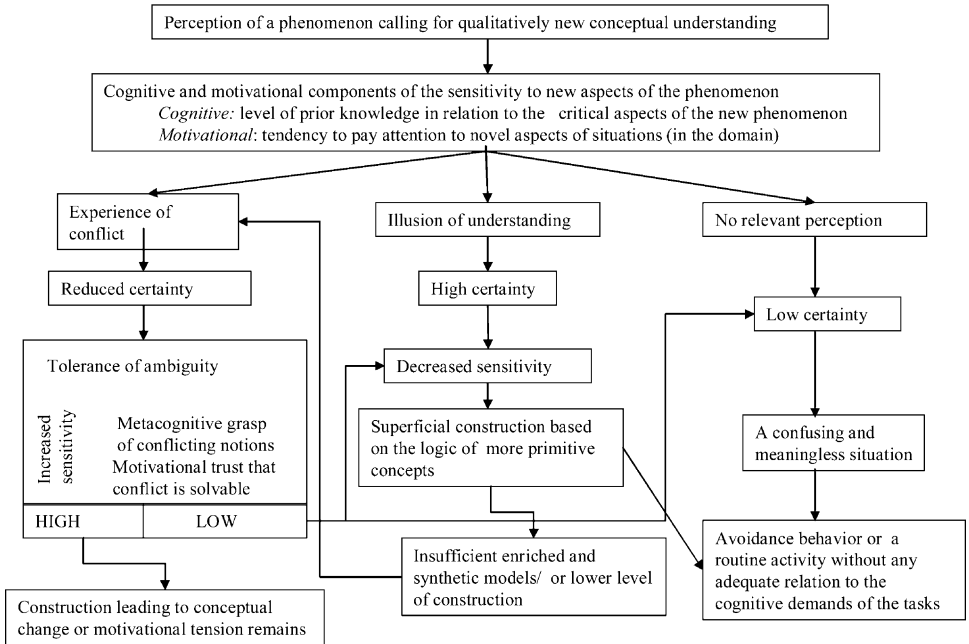 Perception of a phenomenon calling for qualitatively new conceptual understanding
Cognitive and motivational components of the sensitivity to new aspects of the phenomenon
Cognitive: level of prior knowledge in relation to the critical aspects of the new phenomenon
Motivational: tendency to pay attention to novel aspects of situations (in the domain)
Experience of
conflict
Illusion of understanding
No relevant perception
Reduced certainty
High certainty
Low certainty
Tolerance of ambiguity
Increased
sensitivity
Metacognitive grasp
of conflicting notions
Motivational trust that
conflict is solvable
HIGH
LOW
Decreased sensitivity
Superficial construction based
on the logic of more primitive
concepts
A confusing and
meaningless situation
Insufficient enriched and
synthetic models/ or lower level
of construction
Avoidance behavior or a
routine activity without any
adequate relation to the
cognitive demands of the tasks
Construction leading to conceptual
change or motivational tension remains